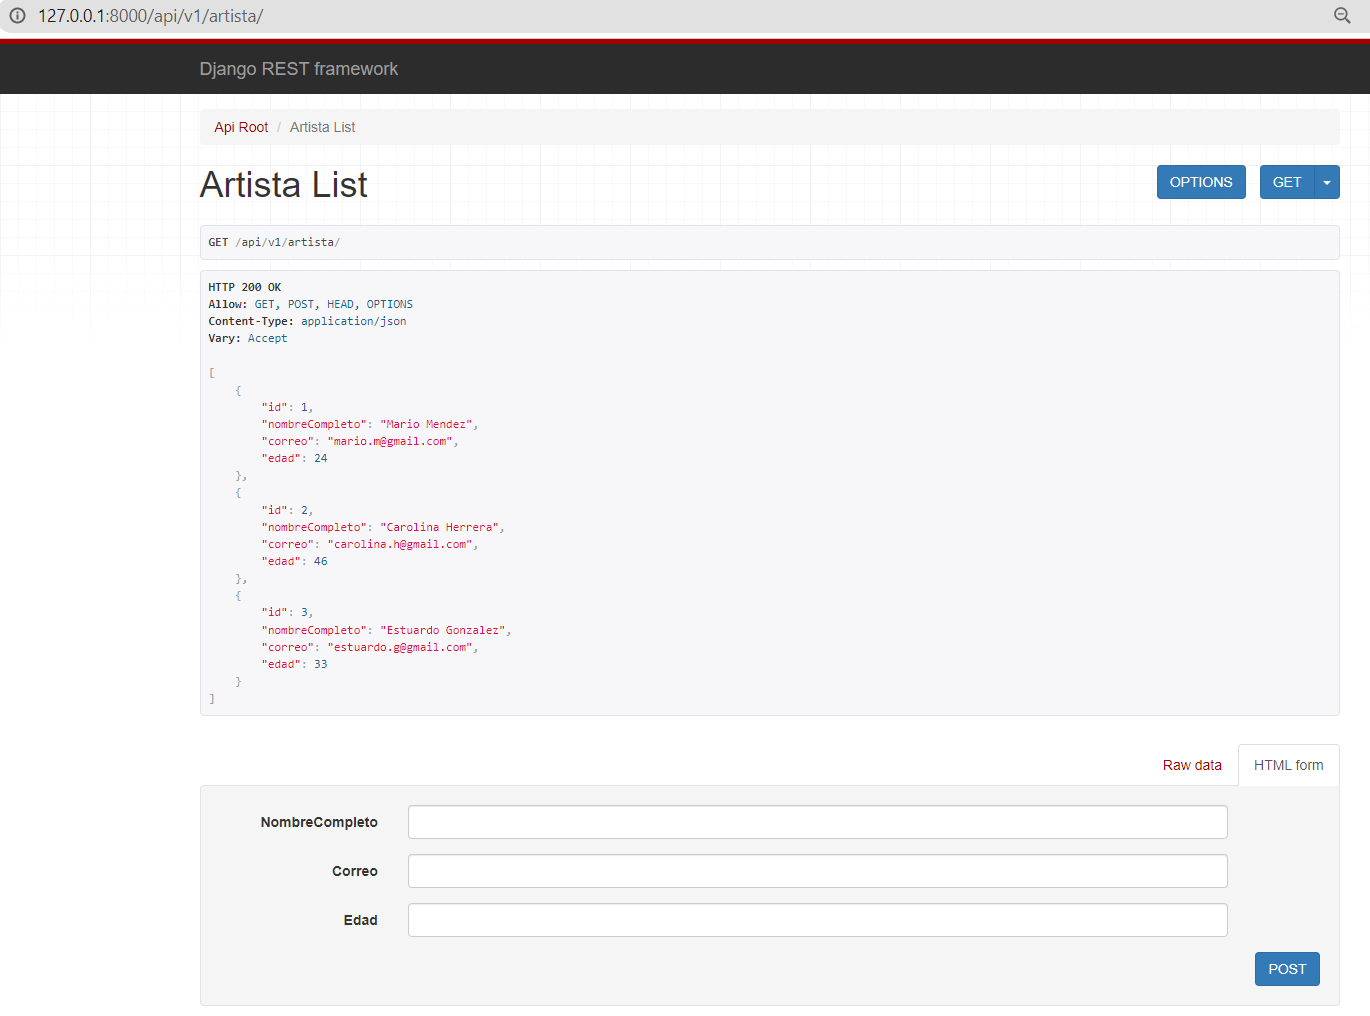 127.0.0.1:8000/api/v1/artista/
Django REST framework
Api Root / Artista List
Artista List
OPTIONS
GET
GET /api/v1/artista/
HTTP 200 OK
Allow: GET, POST, HEAD, OPTIONS
Content-Type: application/json
Vary: Accept
[
    {
        "id": 1,
        "nombreCompleto": "Mario Mendez",
        "correo": "mario.m@gmail.com",
        "edad": 24
    },
    {
        "id": 2,
        "nombreCompleto": "Carolina Herrera",
        "correo": "carolina.h@gmail.com",
        "edad": 46
    },
    {
        "id": 3,
        "nombreCompleto": "Estuardo Gonzalez",
        "correo": "estuardo.g@gmail.com",
        "edad": 33
    }
]
Raw data
HTML form
NombreCompleto
Correo
Edad
POST